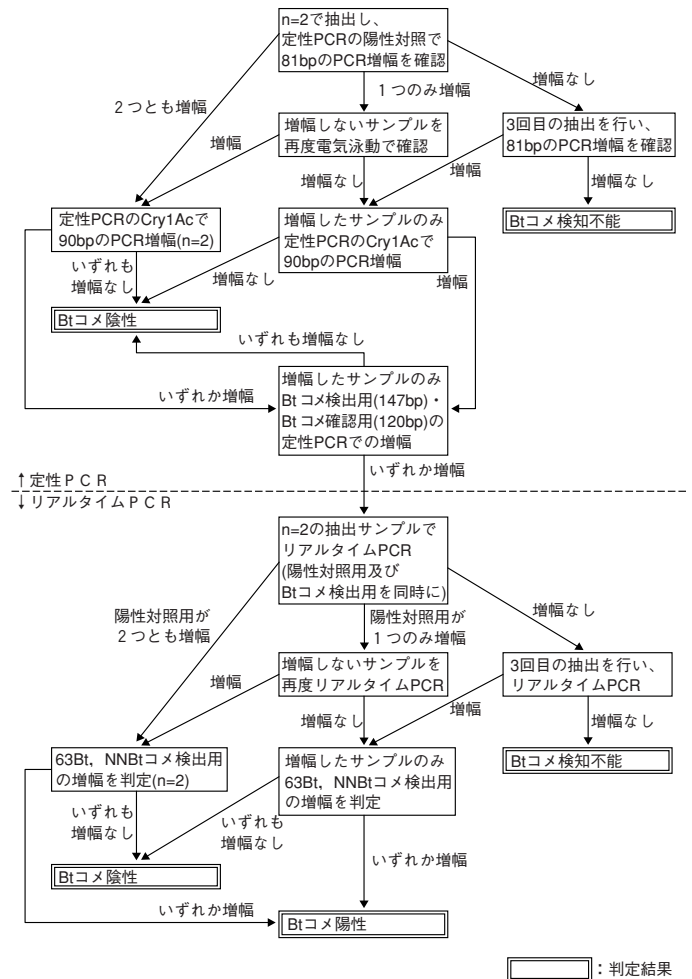 n=2で抽出し、
定性PCRの陽性対照で
81bpのPCR増幅を確認
2つとも増幅
1つのみ増幅
増幅なし
増幅しないサンプルを
再度電気泳動で確認
3回目の抽出を行い、
81bpのPCR増幅を確認
増幅
増幅なし
増幅
増幅なし
定性PCRのCry1Acで
90bpのPCR増幅(n=2)
増幅したサンプルのみ
定性PCRのCry1Acで
90bpのPCR増幅
Btコメ検知不能
いずれも
増幅なし
増幅なし
増幅
Btコメ陰性
いずれも増幅なし
いずれか増幅
増幅したサンプルのみ
Btコメ検出用(147bp)・
Btコメ確認用(120bp)の
定性PCRでの増幅
いずれか増幅
↑定性PCR
↓リアルタイムPCR
n=2の抽出サンプルで
リアルタイムPCR
(陽性対照用及び
Btコメ検出用を同時に)
陽性対照用が
2つとも増幅
陽性対照用が
1つのみ増幅
増幅なし
増幅しないサンプルを
再度リアルタイムPCR
3回目の抽出を行い、
リアルタイムPCR
増幅
増幅なし
増幅
増幅なし
63Bt，NNBtコメ検出用
の増幅を判定(n=2)
増幅したサンプルのみ
63Bt，NNBtコメ検出用
の増幅を判定
Btコメ検知不能
いずれも
増幅なし
いずれも
増幅なし
いずれか増幅
Btコメ陰性
いずれか増幅
Btコメ陽性
：判定結果